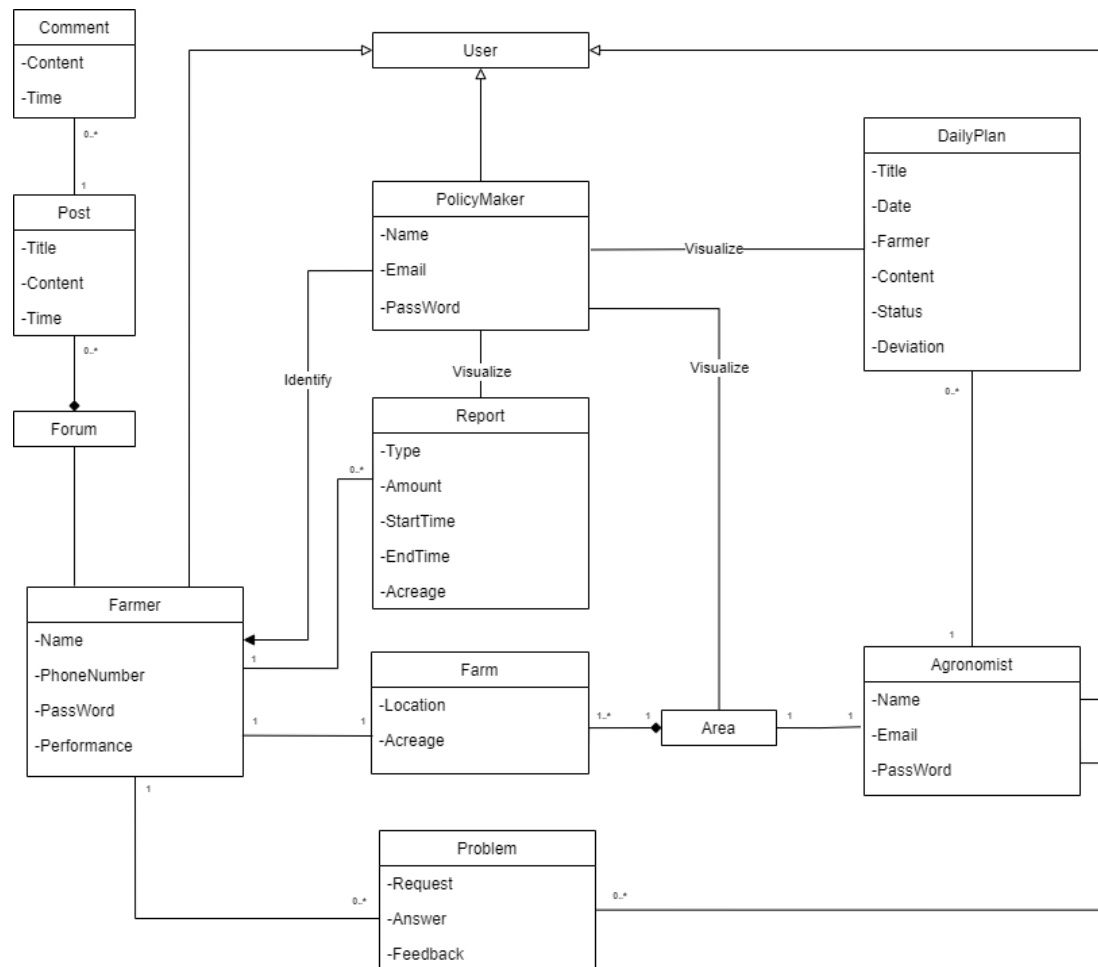 Comment
-Content
-Time
0..*
1
Post
-Title
-Content
-Time
0..*
Forum
User
PolicyMaker
-Name
-Email
-PassWord
Visualize
DailyPlan
-Title
-Date
-Farmer
-Content
-Status
-Deviation
0..*
Visualize
Identify
Visualize
Report
-Type
-Amount
-StartTime
-EndTime
-Acreage
0..*
Farmer
-Name
-PhoneNumber
-PassWord
-Performance
1
1
1
Farm
-Location
-Acreage
1..*
1
Area
1
1
1
Agronomist
-Name
-Email
-PassWord
1
0..*
Problem
-Request
-Answer
-Feedback
0..*